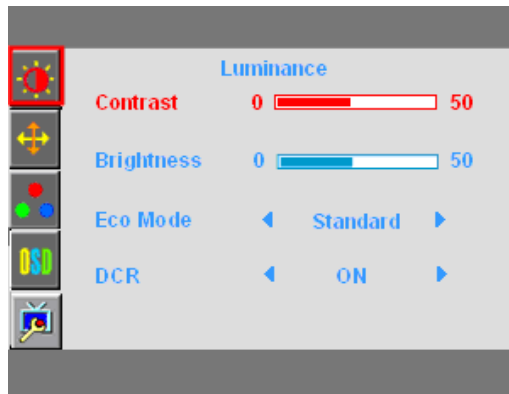 Luminance
Contrast 0 50
Brightness 0 50
Eco Mode Standard
DCR ON
OSD